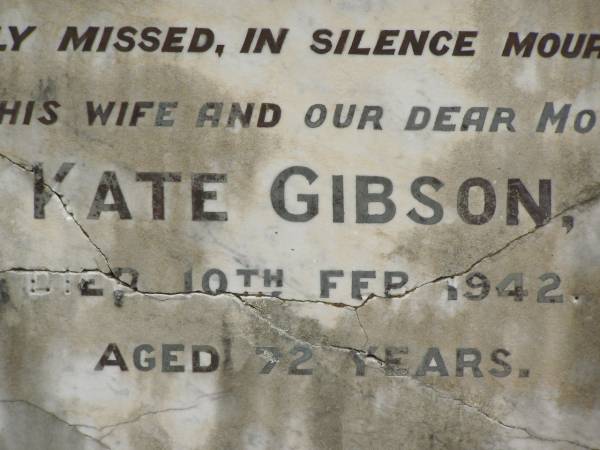 LY MISSED, IN SILENCE MOUR
HIS WIFE AND OUR DEAR MO
KATE GIBSON,
DIED 10TH FEB 1942.
AGED 72 YEARS.